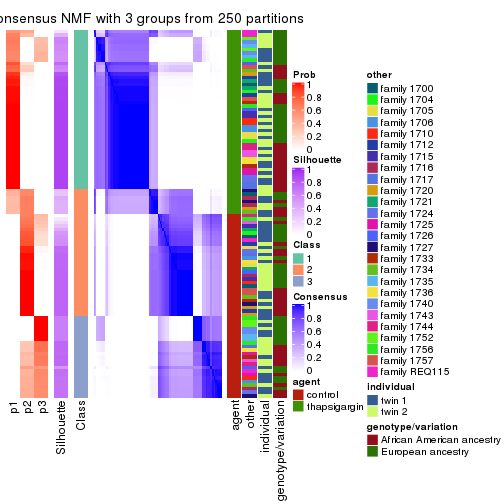 onsensus NMF with 3 groups from 250 partitions
p1
p2
p3
Silhouette
Class
agent
other
individual
genotype/variation
Prob
1
0.8
0.6
0.4
0.2
0
Silhouette
1
0.8
0.6
0.4
0.2
0
Class
1
2
3
Consensus
1
0.8
0.6
0.4
0.2
0
agent
control
thapsigargin
other
family 1700
family 1704
family 1705
family 1706
family 1710
family 1712
family 1715
family 1716
family 1717
family 1720
family 1721
family 1724
family 1725
family 1726
family 1727
family 1733
family 1734
family 1735
family 1736
family 1740
family 1743
family 1744
family 1752
family 1756
family 1757
family REQ115
individual
twin 1
twin 2
genotype/variation
African American ancestry
European ancestry